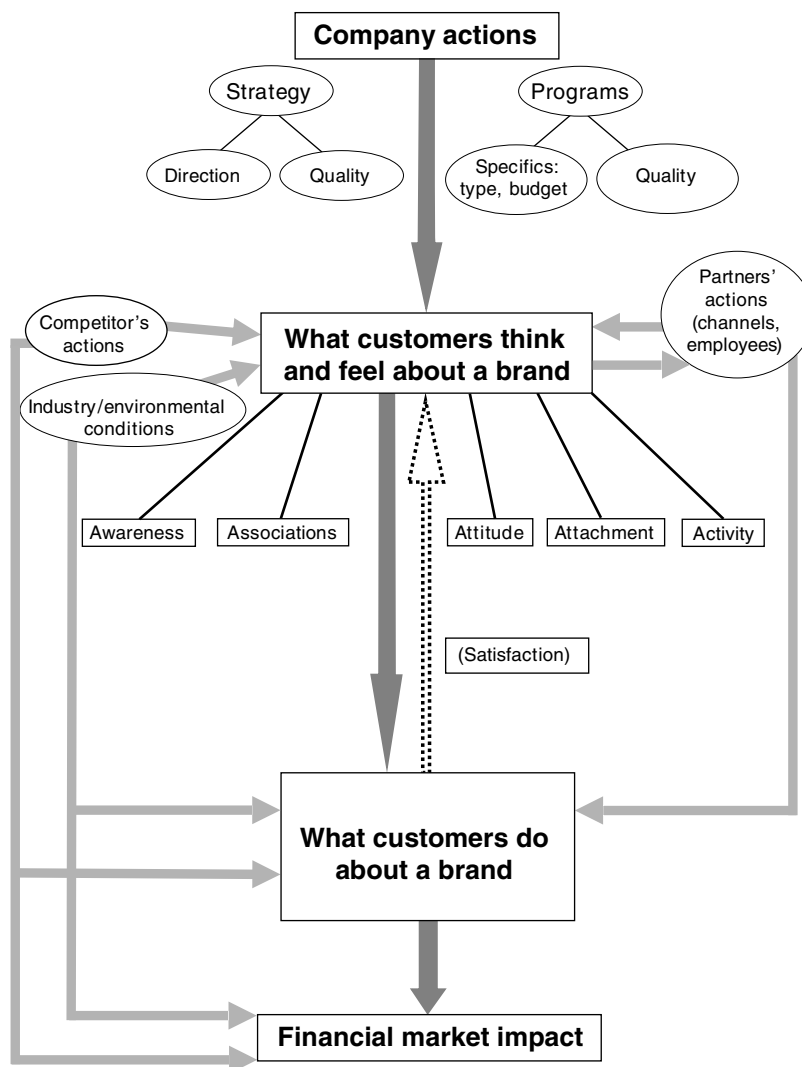 Company actions
Strategy
Programs
Direction
Quality
Specifics:
type, budget
Quality
Partners’
actions
(channels,
employees)
Competitor’s
actions
What customers think
and feel about a brand
Industry/environmental
conditions
Awareness
Associations
Attitude
Attachment
Activity
(Satisfaction)
What customers do
about a brand
Financial market impact